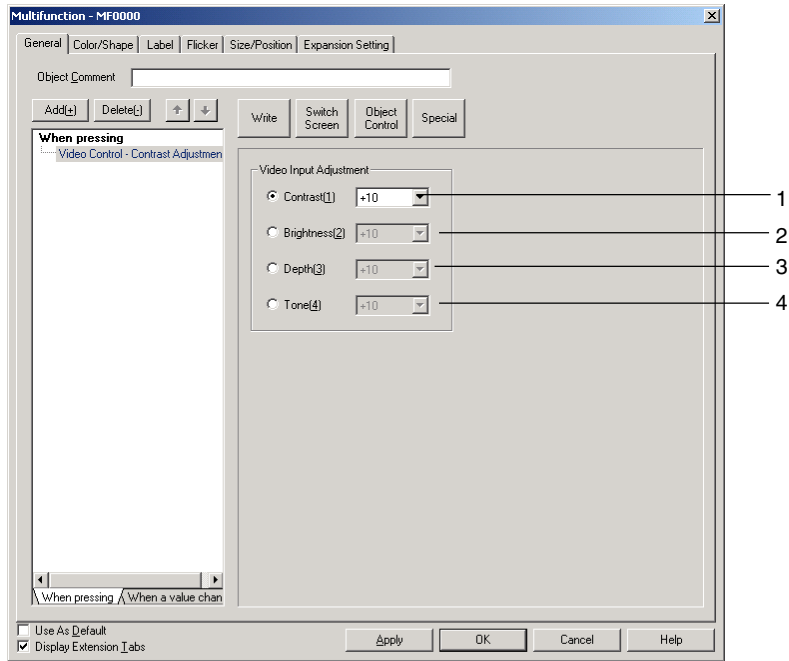 Multifunction - MF0000
General Color/Shape Label Flicker Size/Position Expansion Setting
Object Comment
Add(+) Delete(-)
Write Switch Screen Object Control Special
When pressing
Video Control - Contrast Adjustmen
Video Input Adjustment
Contrast(1) +10 1
Brightness(2) +10 2
Depth(3) +10 3
Tone(4) +10 4
When pressing When a value chan
Use As Default
Display Extension Tabs
Apply OK Cancel Help